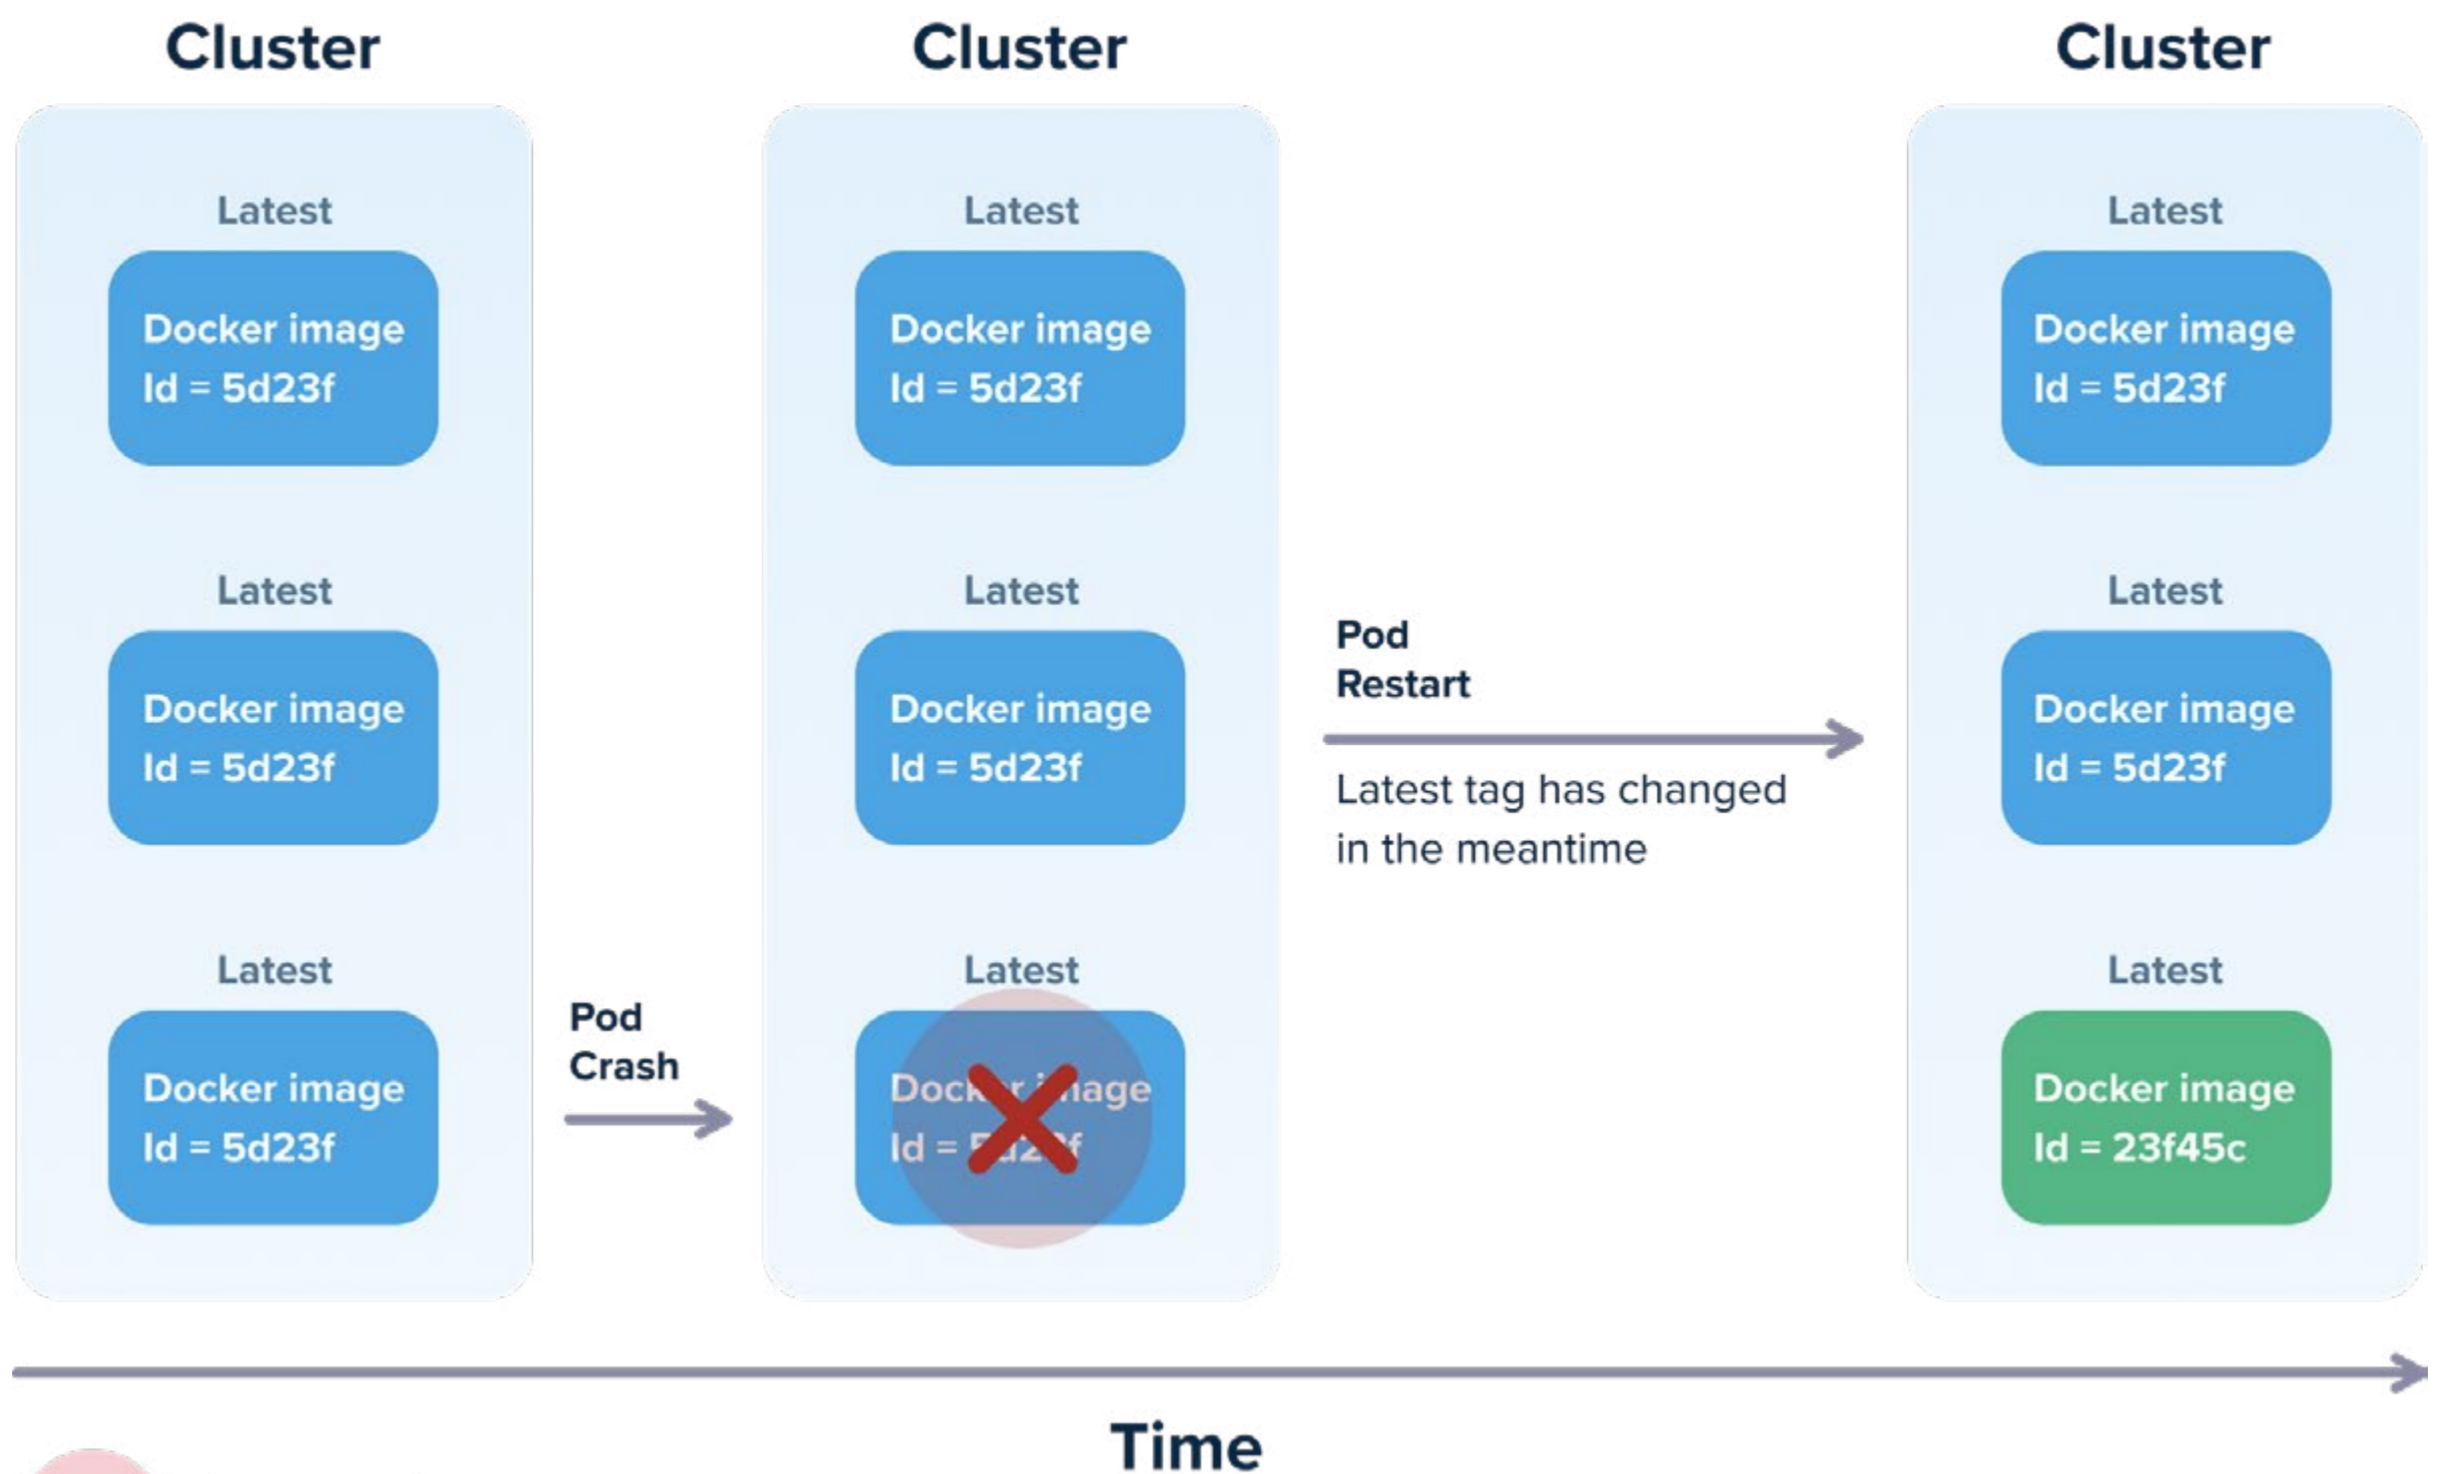 Cluster
Latest
Docker image
Id = 5d23f
Latest
Docker image
Id = 5d23f
Latest
Docker image
Id = 5d23f
Pod
Crash
Cluster
Latest
Docker image
Id = 5d23f
Latest
Docker image
Id = 5d23f
Latest
Docker image
Id = 5d23f
Pod
Restart
Latest tag has changed
in the meantime
Cluster
Latest
Docker image
Id = 5d23f
Latest
Docker image
Id = 5d23f
Latest
Docker image
Id = 23f45c
Time